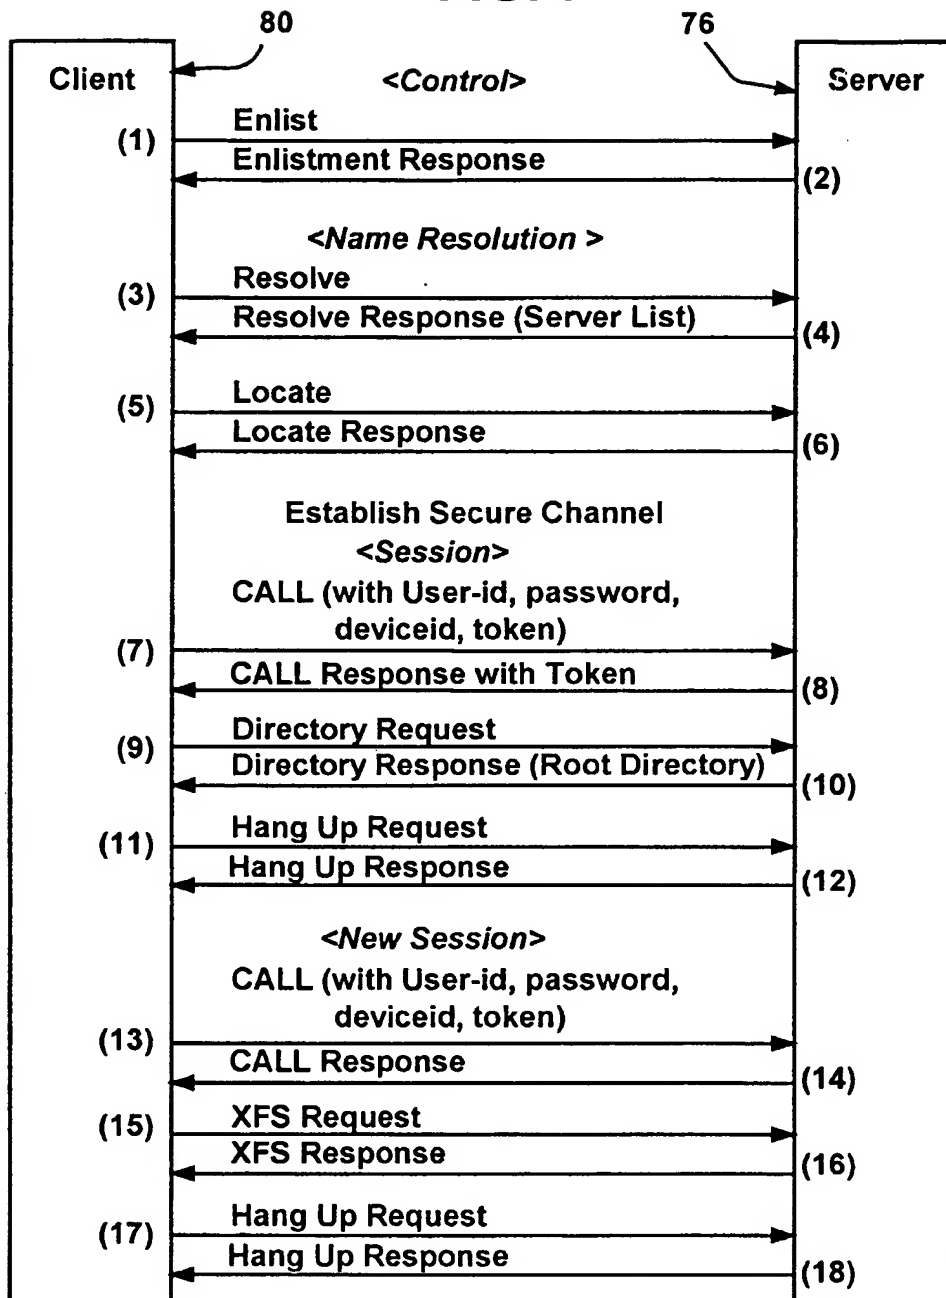 80
76
Client
<Control>
Server
(1)
Enlist
Enlistment Response
(2)
<Name Resolution >
(3)
Resolve
Resolve Response (Server List)
(4)
(5)
Locate
Locate Response
(6)
Establish Secure Channel
<Session>
CALL (with User-id, password,
deviceid, token)
(7)
CALL Response with Token
(8)
(9)
Directory Request
Directory Response (Root Directory)
(10)
(11)
Hang Up Request
Hang Up Response
(12)
<New Session>
CALL (with User-id, password,
deviceid, token)
(13)
CALL Response
(14)
(15)
XFS Request
XFS Response
(16)
(17)
Hang Up Request
Hang Up Response
(18)